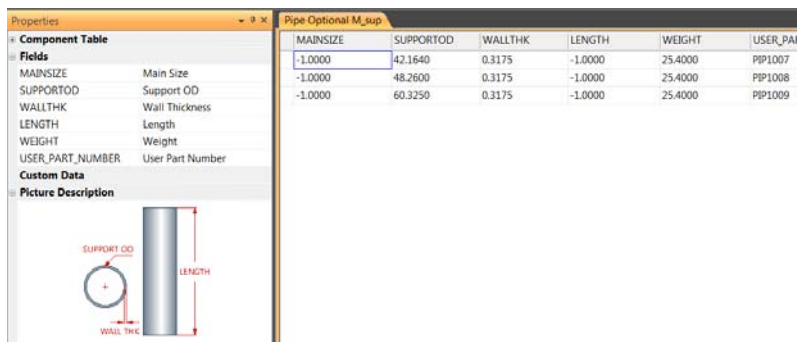 Properties
Component Table
Fields
MAINSIZE Main Size
SUPPORTOD Support OD
WALLTHK Wall Thickness
LENGTH Length
WEIGHT Weight
USER_PART_NUMBER User Part Number
Custom Data
Picture Description
SUPPORT OD
LENGTH
WALL THK
Pipe Optional M_sup
MAINSIZE SUPPORTOD WALLTHK LENGTH WEIGHT USER_PAR
-1.0000 42.1640 0.3175 -1.0000 25.4000 PIP1007
-1.0000 48.2600 0.3175 -1.0000 25.4000 PIP1008
-1.0000 60.3250 0.3175 -1.0000 25.4000 PIP1009